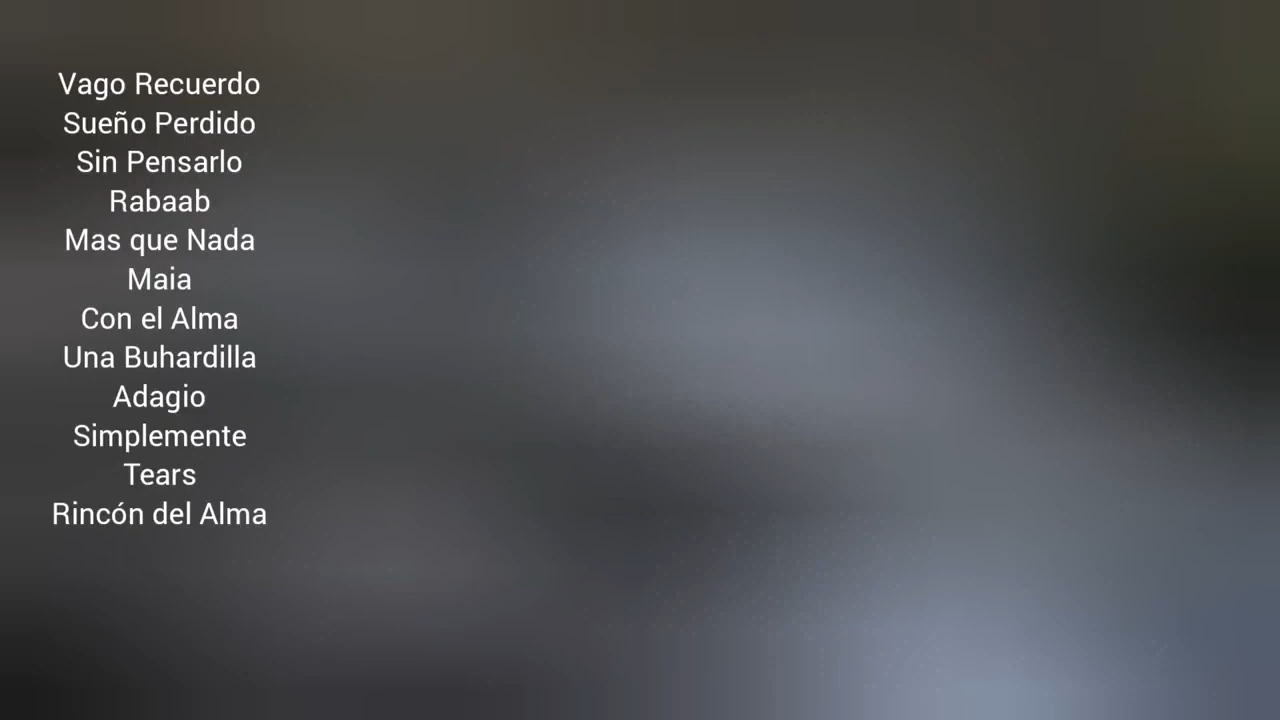 Vago Recuerdo
Sueño Perdido
Sin Pensarlo
Rabaab
Mas que Nada
Maia
Con el Alma
Una Buhardilla
Adagio
Simplemente
Tears
Rincón del Alma